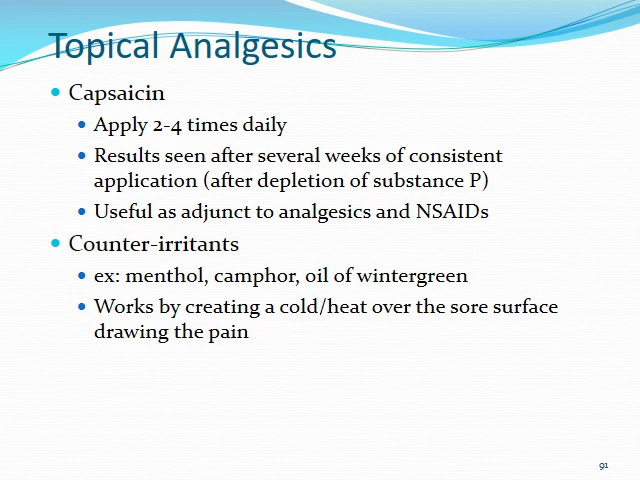 Topical Analgesics
• Capsaicin
• Apply 2-4 times daily
• Results seen after several weeks of consistent
application (after depletion of substance P)
• Useful as adjunct to analgesics and NSAIDs
• Counter-irritants
• ex: menthol, camphor, oil of wintergreen
• Works by creating a cold/heat over the sore surface
drawing the pain
91